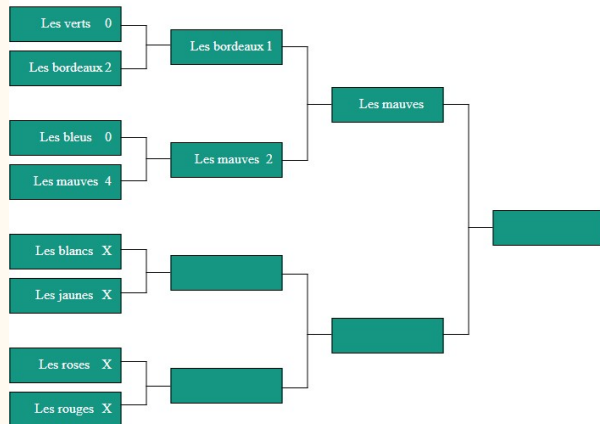 Les verts 0
Les bordeaux 2
Les bordeaux 1
Les bleus 0
Les mauves 4
Les mauves 2
Les mauves
Les blancs X
Les jaunes X
Les roses X
Les rouges X